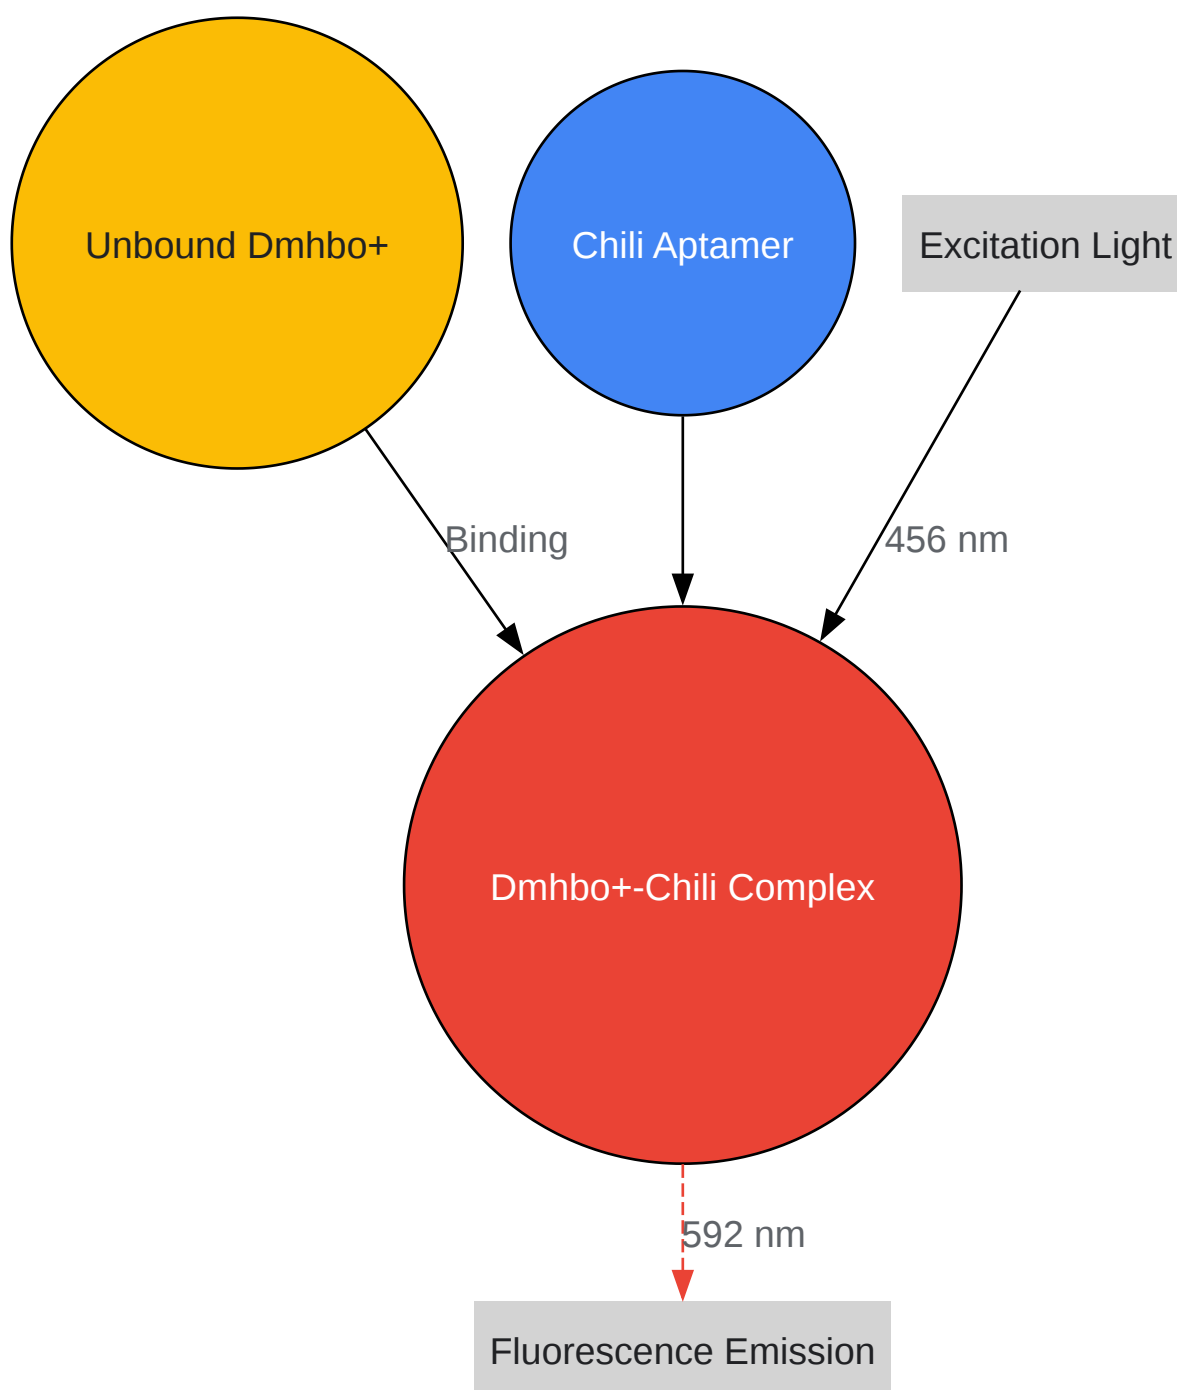 Unbound Dmhbo+
Chili Aptamer
Excitation Light
Binding
456 nm
Dmhbo+-Chili Complex
592 nm
Fluorescence Emission